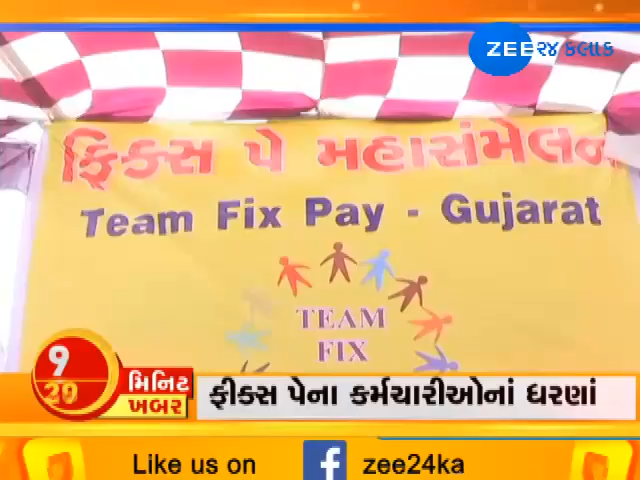 ZEE ૨૪ કલાક
ફિક્સ પે મહાસંમેલન
Team Fix Pay - Gujarat
TEAM
FIX
9
20
મિનિટ
ખબર
ફીક્સ પેના કર્મચારીઓનાં ધરણાં
Like us on f zee24ka